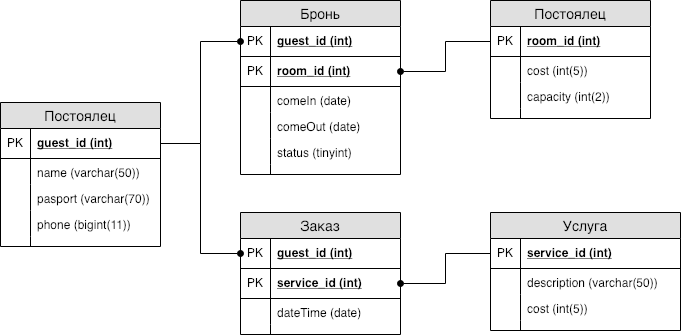 Бронь
PK guest_id (int)
PK room_id (int)
comeIn (date)
comeOut (date)
status (tinyint)
Постоялец
PK room_id (int)
cost (int(5))
capacity (int(2))
Постоялец
PK guest_id (int)
name (varchar(50))
pasport (varchar(70))
phone (bigint(11))
Заказ
PK guest_id (int)
PK service_id (int)
dateTime (date)
Услуга
PK service_id (int)
description (varchar(50))
cost (int(5))